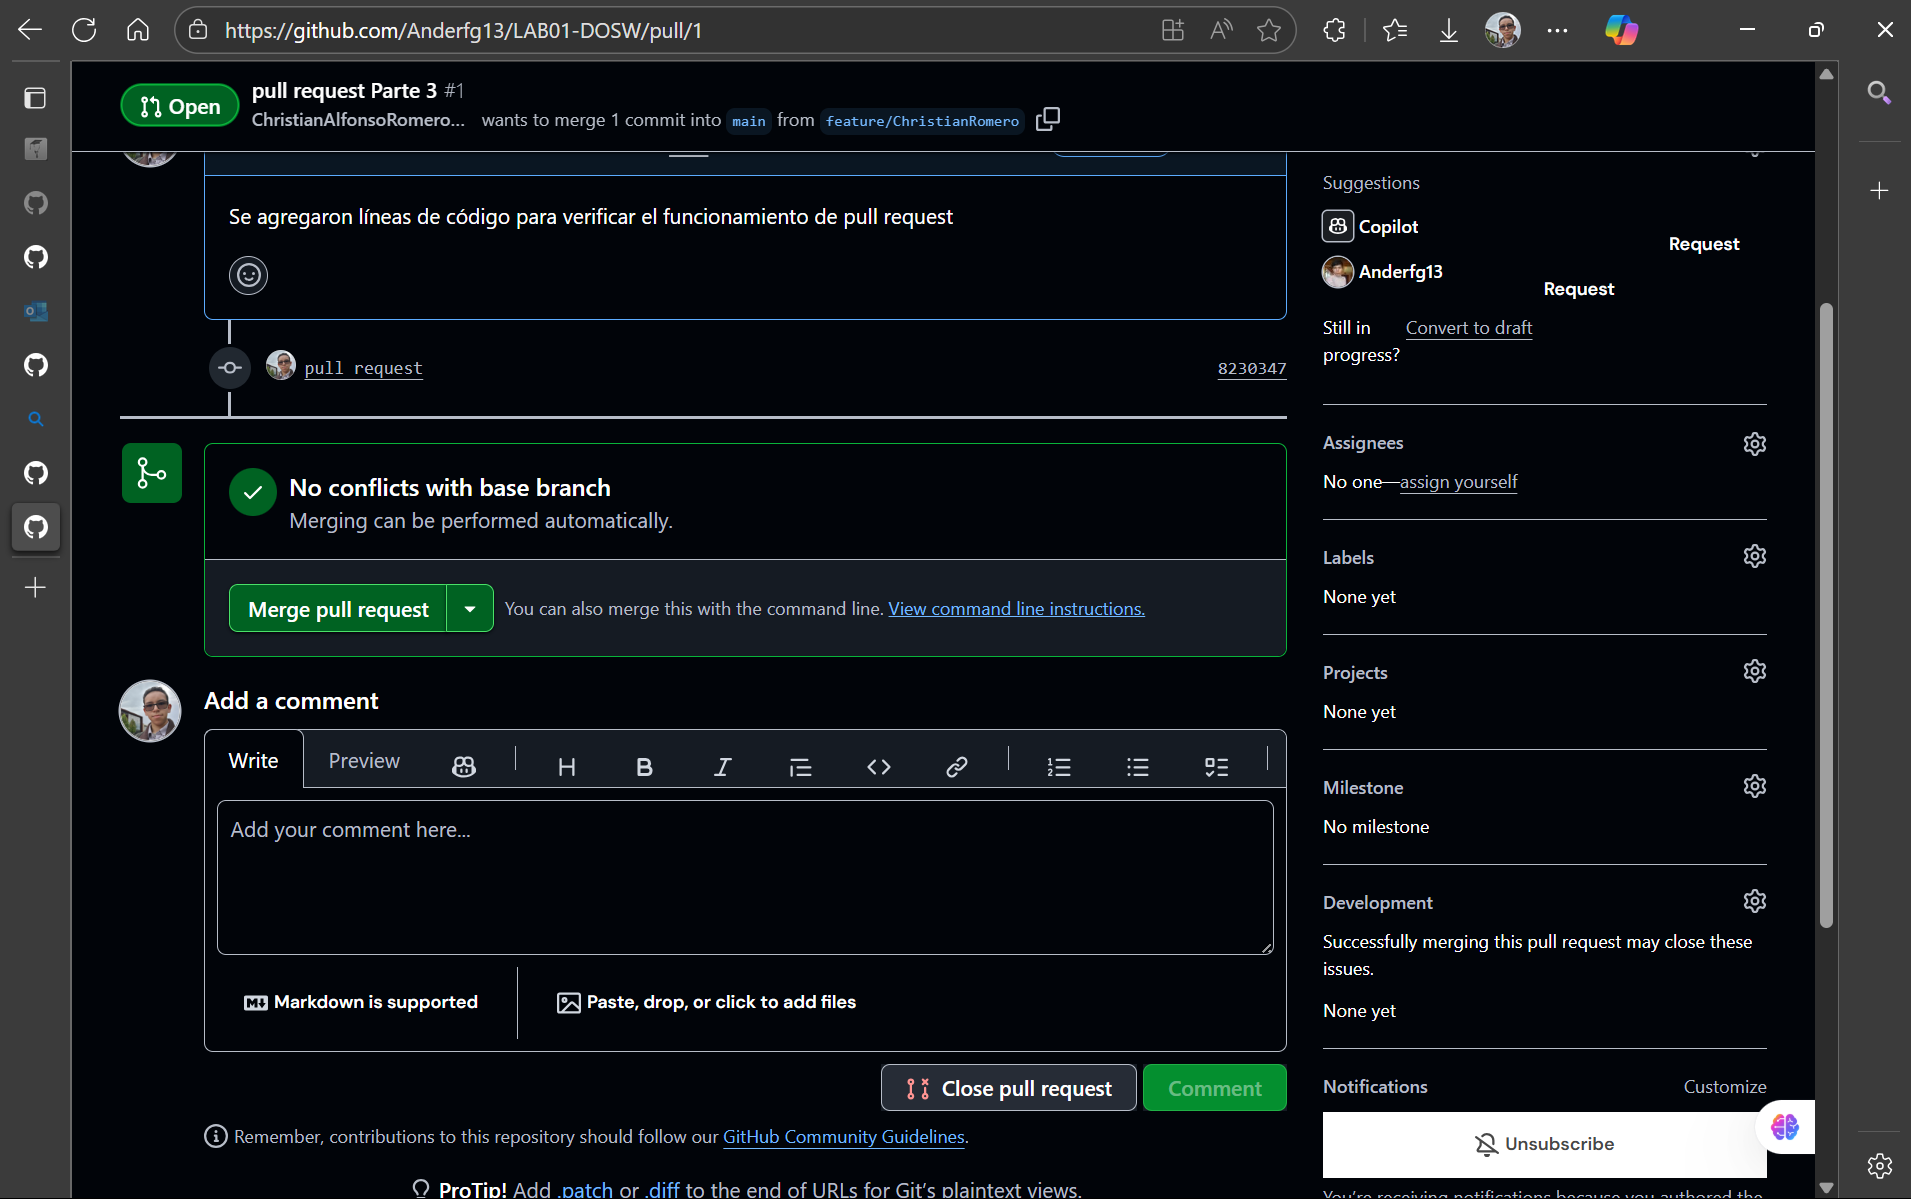 https://github.com/Anderfg13/LAB01-DOSW/pull/1
Open
pull request Parte 3 #1
ChristianAlfonsoRomero... wants to merge 1 commit into main from feature/ChristianRomero
Se agregaron líneas de código para verificar el funcionamiento de pull request
pull request
8230347
No conflicts with base branch
Merging can be performed automatically.
Merge pull request
You can also merge this with the command line. View command line instructions.
Add a comment
Write
Preview
Add your comment here...
Markdown is supported
Paste, drop, or click to add files
Close pull request
Comment
Remember, contributions to this repository should follow our GitHub Community Guidelines.
ProTip! Add .patch or .diff to the end of URLs for Git's plaintext views.
Suggestions
Copilot
Request
Anderfg13
Request
Still in progress?
Convert to draft
Assignees
No one—assign yourself
Labels
None yet
Projects
None yet
Milestone
No milestone
Development
Successfully merging this pull request may close these
issues.
None yet
Notifications
Customize
Unsubscribe
You're receiving notifications because you authored the